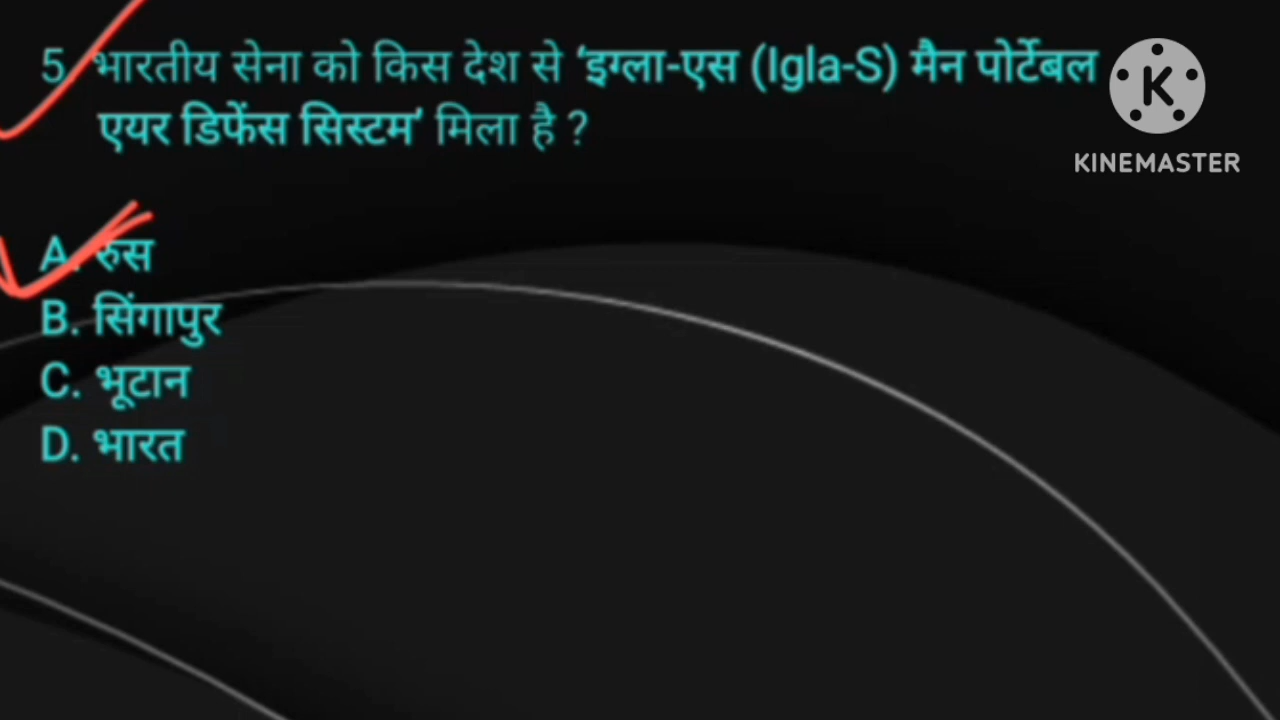 5. भारतीय सेना को किस देश से ‘इग्ला-एस (Igla-S) मैन पोर्टेबल
एयर डिफेंस सिस्टम’ मिला है ?
K
KINEMASTER
A. रुस
B. सिंगापुर
C. भूटान
D. भारत